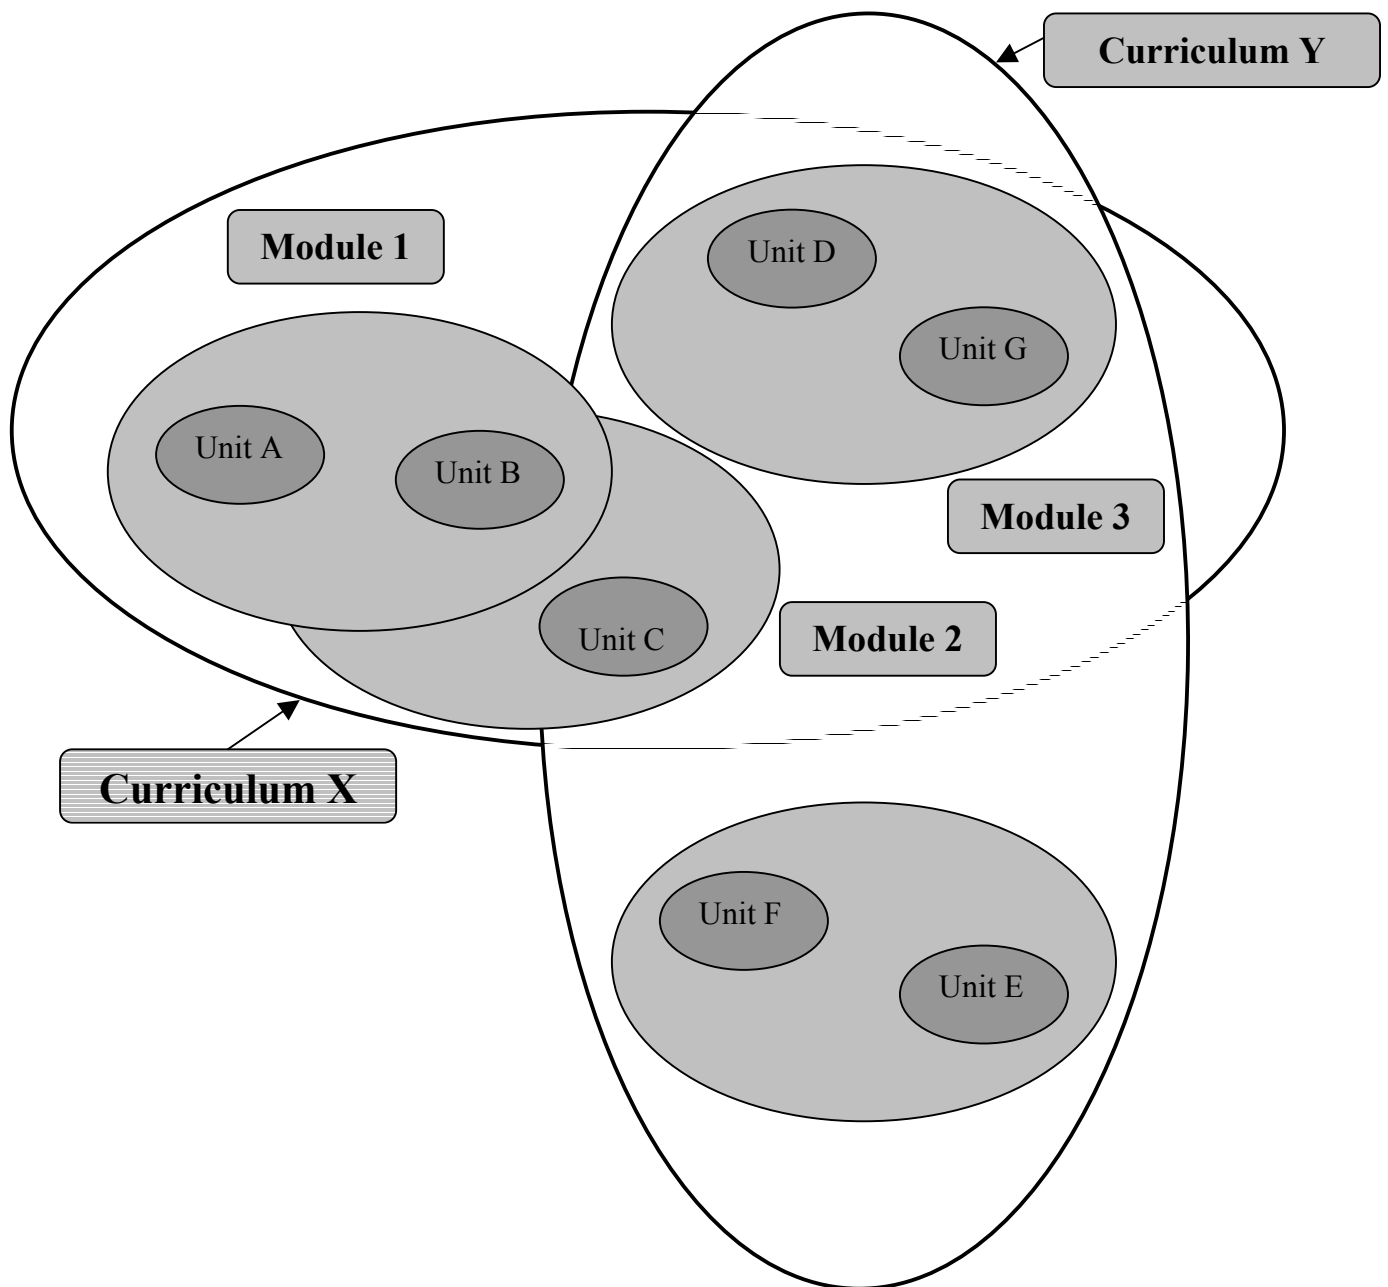 Curriculum Y
Module 1
Unit D
Unit G
Unit A
Unit B
Module 3
Unit C
Module 2
Curriculum X
Unit F
Unit E